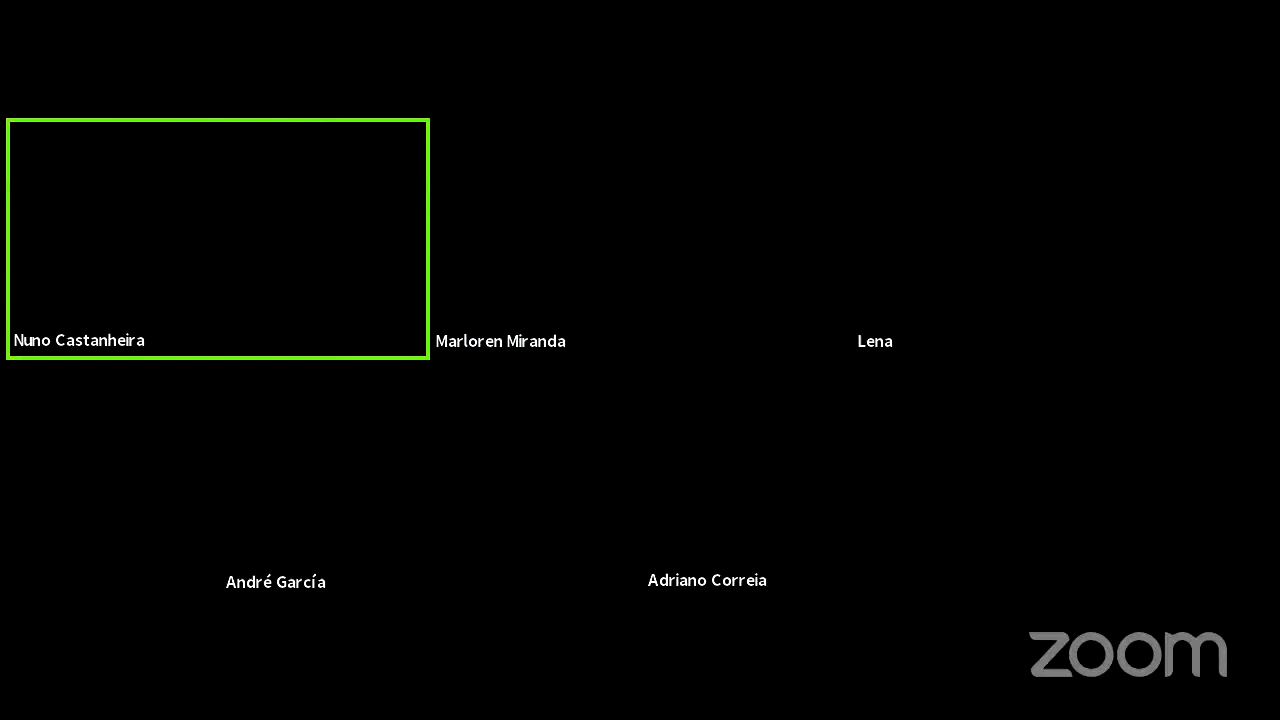 Nuno Castanheira
Marloren Miranda
Lena
André García
Adriano Correia
zoom